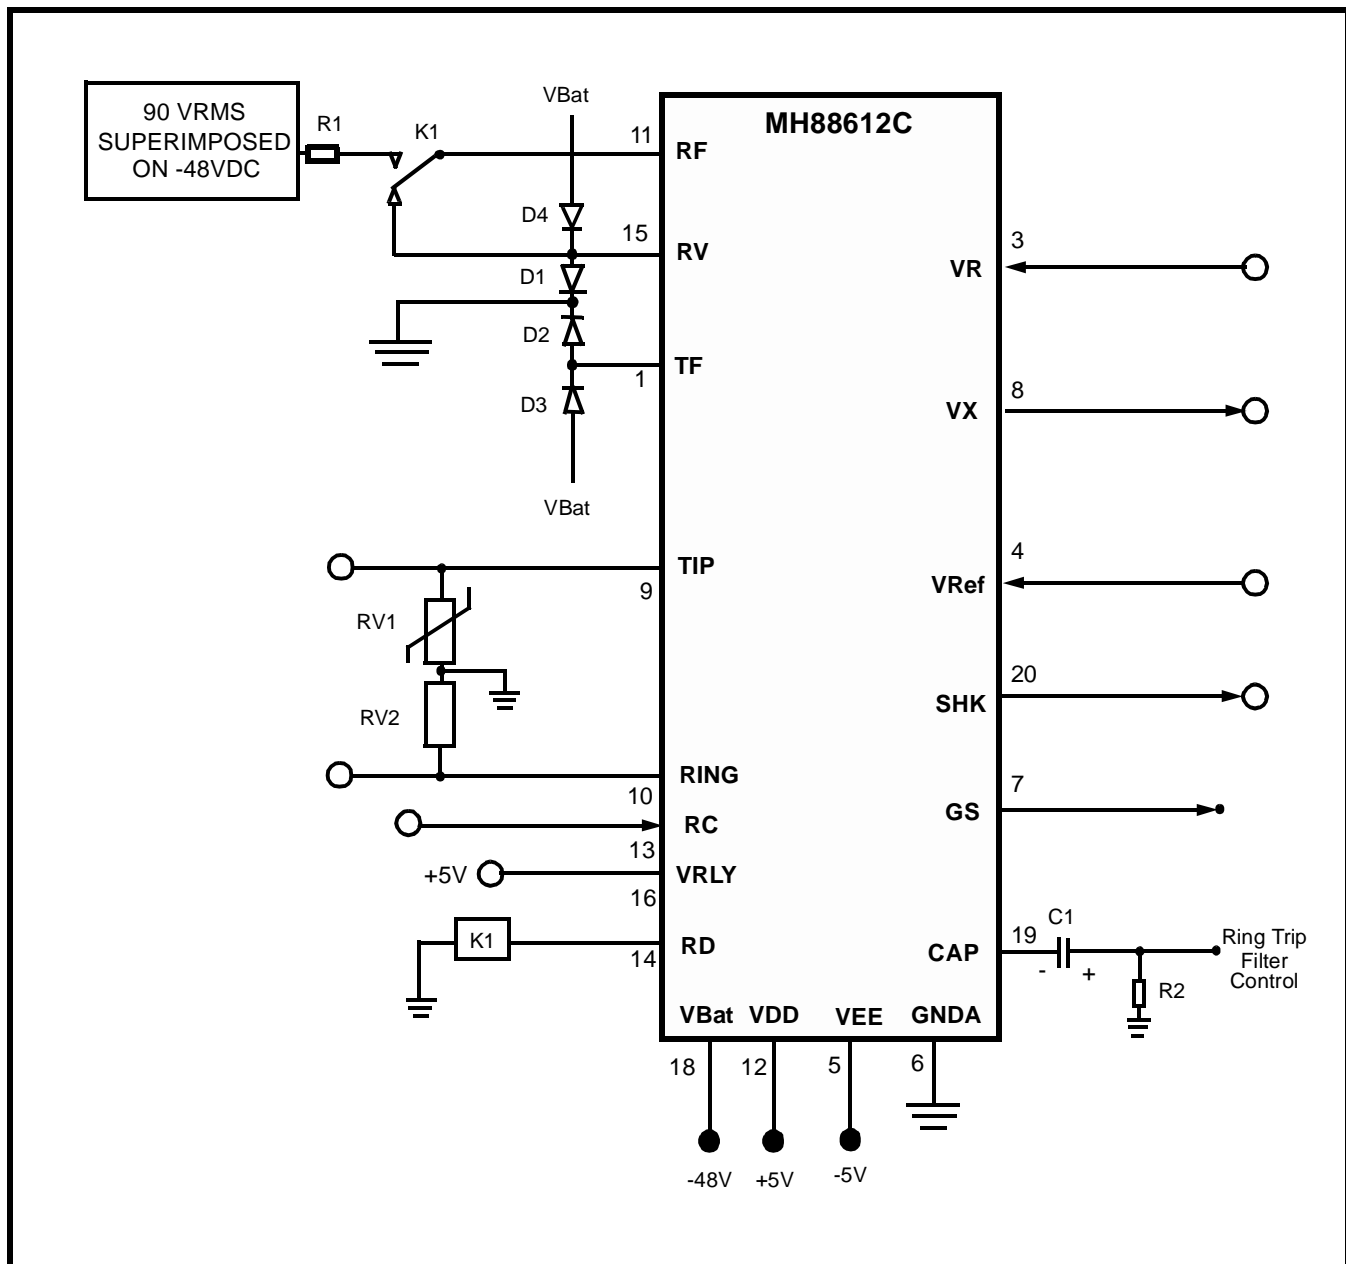 90 VRMS
SUPERIMPOSED
ON -48VDC
R1
K1
VBat
MH88612C
11
RF
D4
15
RV
D1
D2
TF
1
D3
VBat
3
VR
8
VX
TIP
9
RV1
RV2
4
VRef
20
SHK
RING
10
7
GS
RC
13
+5V
VRLY
16
K1
RD
14
C1
19
CAP
-
+
R2
Ring Trip
Filter
Control
VBat
VDD
VEE
GNDA
18
12
5
6
-48V
+5V
-5V